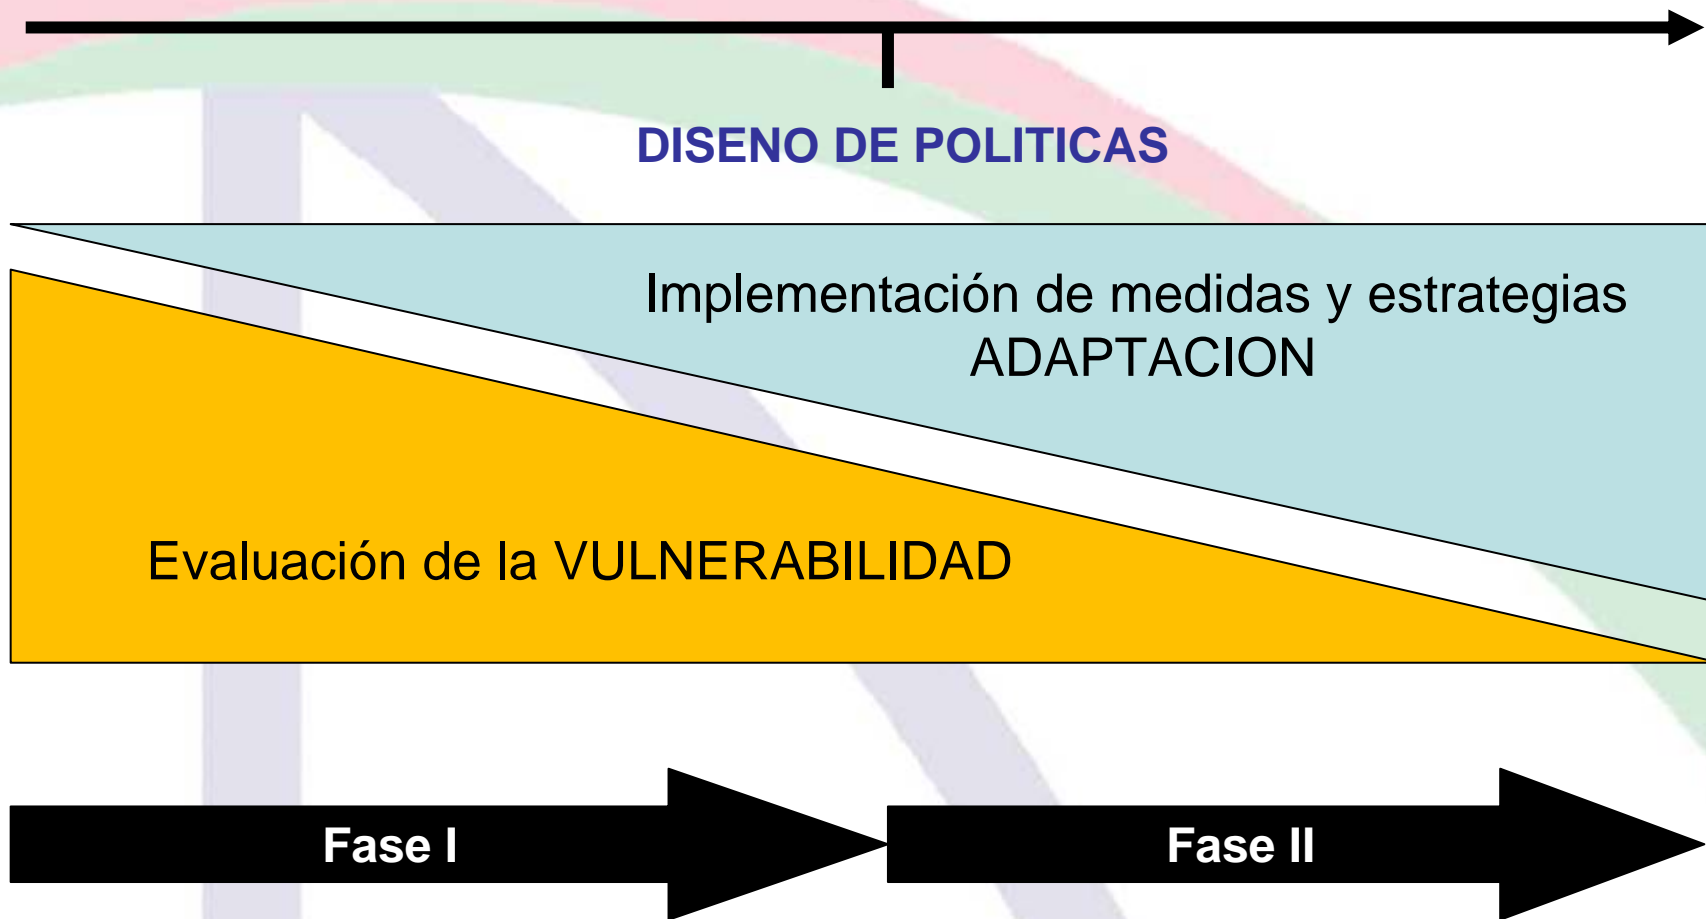 DISENO DE POLITICAS
Implementación de medidas y estrategias
ADAPTACION
Evaluación de la VULNERABILIDAD
Fase I
Fase II